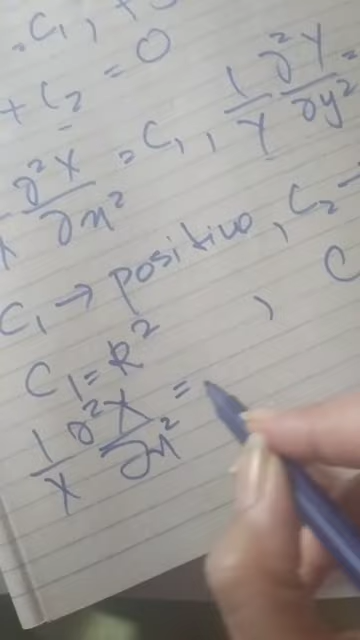 = C₁ , +
+ C₂ = 0
∂²X/∂x² = C₁ , 1/Y ∂²Y/∂y² =
C₁ → positive , C₂
C₁ = k² , C
1/X ∂²X/∂x² =